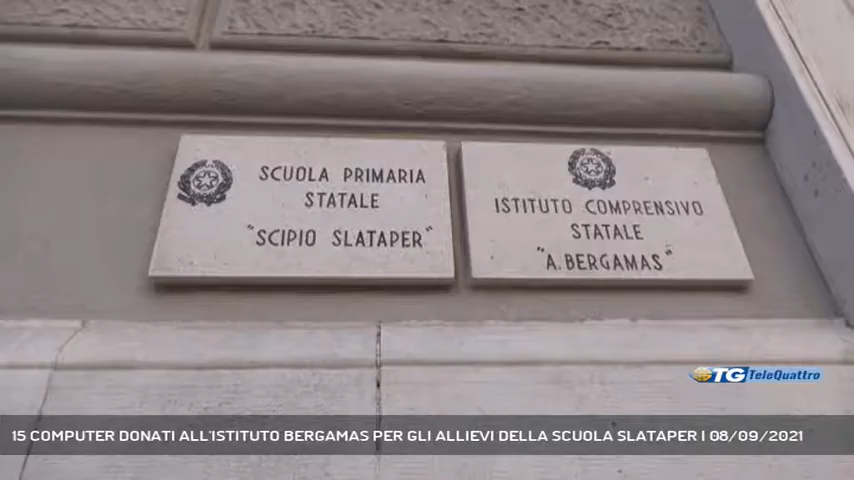 SCUOLA PRIMARIA
STATALE
"SCIPIO SLATAPER"
ISTITUTO COMPRENSIVO
STATALE
"A. BERGAMAS"
TG TeleQuattro
15 COMPUTER DONATI ALL'ISTITUTO BERGAMAS PER GLI ALLIEVI DELLA SCUOLA SLATAPER | 08/09/2021